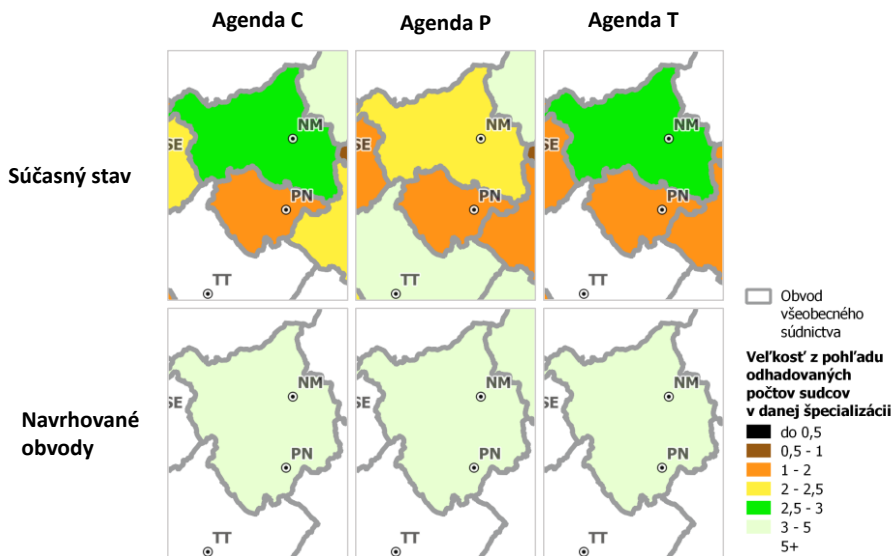 Agenda C
Agenda P
Agenda T
Súčasný stav
NM
SE
PN
TT
NM
SE
PN
TT
NM
SE
PN
TT
Navrhované
obvody
NM
SE
PN
TT
NM
SE
PN
TT
NM
SE
PN
TT
Obvod
všeobecného
súdnictva
Veľkosť z pohľadu
odhadovaných
počtov sudcov
v danej špecializácii
do 0,5
0,5 - 1
1 - 2
2 - 2,5
2,5 - 3
3 - 5
5+